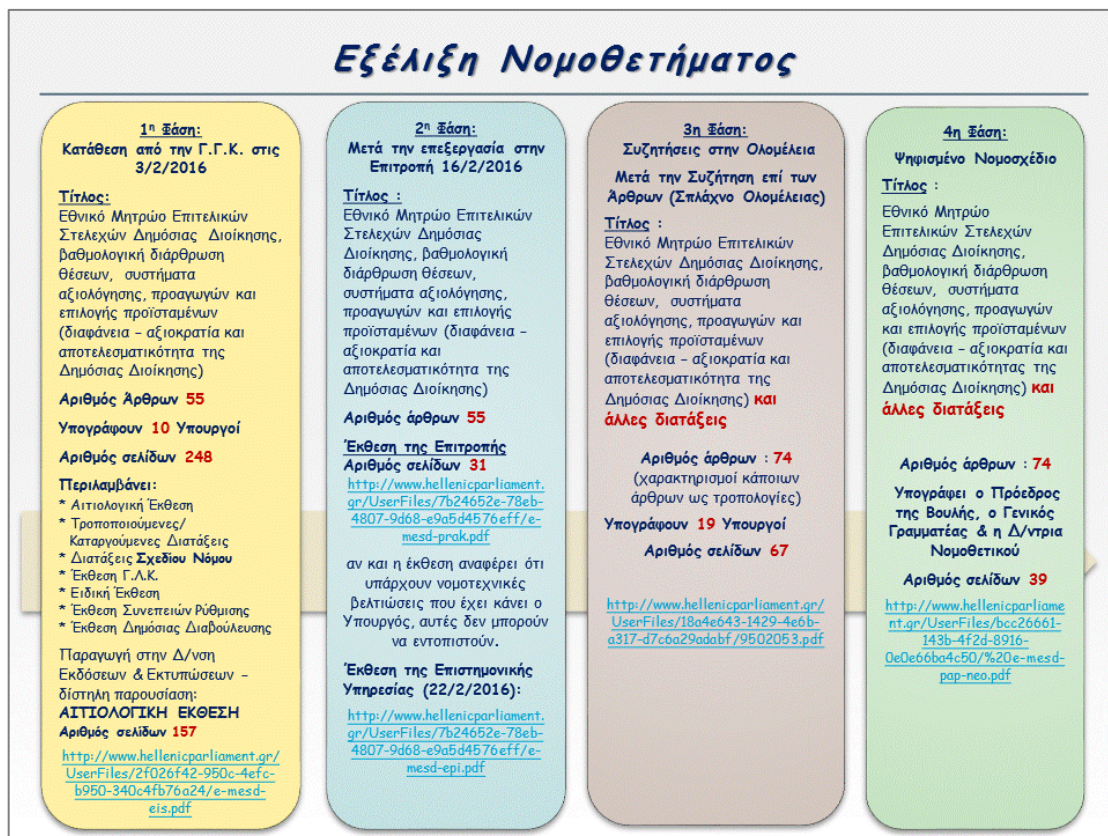 Εξέλιξη Νομοθετήματος
1η Φάση:
Κατάθεση από την Γ.Γ.Κ. στις
3/2/2016
Τίτλος:
Εθνικό Μητρώο Επιτελικών
Στελεχών Δημόσιας Διοίκησης,
βαθμολογική διάρθρωση
θέσεων, συστήματα
αξιολόγησης, προαγωγών και
επιλογής προϊσταμένων
(διαφάνεια – αξιοκρατία και
αποτελεσματικότητα της
Δημόσιας Διοίκησης)
Αριθμός Άρθρων 55
Υπογράφουν 10 Υπουργοί
Αριθμός σελίδων 248
Περιλαμβάνει:
* Αιτιολογική Έκθεση
* Τροποποιούμενες/
Καταργούμενες Διατάξεις
* Διατάξεις Σχεδίου Νόμου
* Έκθεση Γ.Λ.Κ.
* Ειδική Έκθεση
* Έκθεση Συνεπειών Ρύθμισης
* Έκθεση Δημόσιας Διαβούλευσης
Παραγωγή στη Δ/νση
Εκδόσεων & Εκτυπώσεων –
δίστηλη παρουσίαση:
ΑΙΤΙΟΛΟΓΙΚΗ ΕΚΘΕΣΗ
Αριθμός σελίδων 157
http://www.hellenicparliament.gr/
UserFiles/2f026f42-950c-4efc-
b950-340c4fb76a24/e-mesd-
eis.pdf
2η Φάση:
Μετά την επεξεργασία στην
Επιτροπή 16/2/2016
Τίτλος :
Εθνικό Μητρώο Επιτελικών
Στελεχών Δημόσιας
Διοίκησης, βαθμολογική
διάρθρωση θέσεων,
συστήματα αξιολόγησης,
προαγωγών και επιλογής
προϊσταμένων (διαφάνεια –
αξιοκρατία και
αποτελεσματικότητα της
Δημόσιας Διοίκησης)
Αριθμός άρθρων 55
Έκθεση της Επιτροπής
Αριθμός σελίδων 31
http://www.hellenicparliament.
gr/UserFiles/7b24652e-78eb-
4807-9d68-e9a5d4576eff/e-
mesd-prak.pdf
αν και η έκθεση αναφέρει ότι
υπάρχουν νομοτεχνικές
βελτιώσεις που έχει κάνει ο
Υπουργός, αυτές δεν μπορούν
να εντοπιστούν.
Έκθεση της Επιστημονικής
Υπηρεσίας (22/2/2016):
http://www.hellenicparliament.
gr/UserFiles/7b24652e-78eb-
4807-9d68-e9a5d4576eff/e-
mesd-epi.pdf
3η Φάση:
Συζητήσεις στην Ολομέλεια
Μετά την Συζήτηση επί των
Άρθρων (Σπλάχνο Ολομέλειας)
Τίτλος :
Εθνικό Μητρώο Επιτελικών
Στελεχών Δημόσιας Διοίκησης,
βαθμολογική διάρθρωση
θέσεων, συστήματα
αξιολόγησης, προαγωγών και
επιλογής προϊσταμένων
(διαφάνεια – αξιοκρατία και
αποτελεσματικότητα της
Δημόσιας Διοίκησης) και
άλλες διατάξεις
Αριθμός άρθρων : 74
(χαρακτηρισμοί κάποιων
άρθρων ως τροπολογίες)
Υπογράφουν 19 Υπουργοί
Αριθμός σελίδων 67
http://www.hellenicparliament.gr/
UserFiles/18a4e643-1429-4e6b-
a317-d7c6a29adabf/9502053.pdf
4η Φάση:
Ψηφισμένο Νομοσχέδιο
Τίτλος :
Εθνικό Μητρώο
Επιτελικών Στελεχών
Δημόσιας Διοίκησης,
βαθμολογική διάρθρωση
θέσεων, συστήματα
αξιολόγησης, προαγωγών
και επιλογής προϊσταμένων
(διαφάνεια – αξιοκρατία και
αποτελεσματικότητας της
Δημόσιας Διοίκησης) και
άλλες διατάξεις
Αριθμός άρθρων : 74
Υπογράφει ο Πρόεδρος
της Βουλής, ο Γενικός
Γραμματέας & η Δ/ντρια
Νομοθετικού
Αριθμός σελίδων 39
http://www.hellenicparliame
nt.gr/UserFiles/bcc26661-
143b-4f2d-8916-
0e0e66ba4c50/%20e-mesd-
pap-neo.pdf